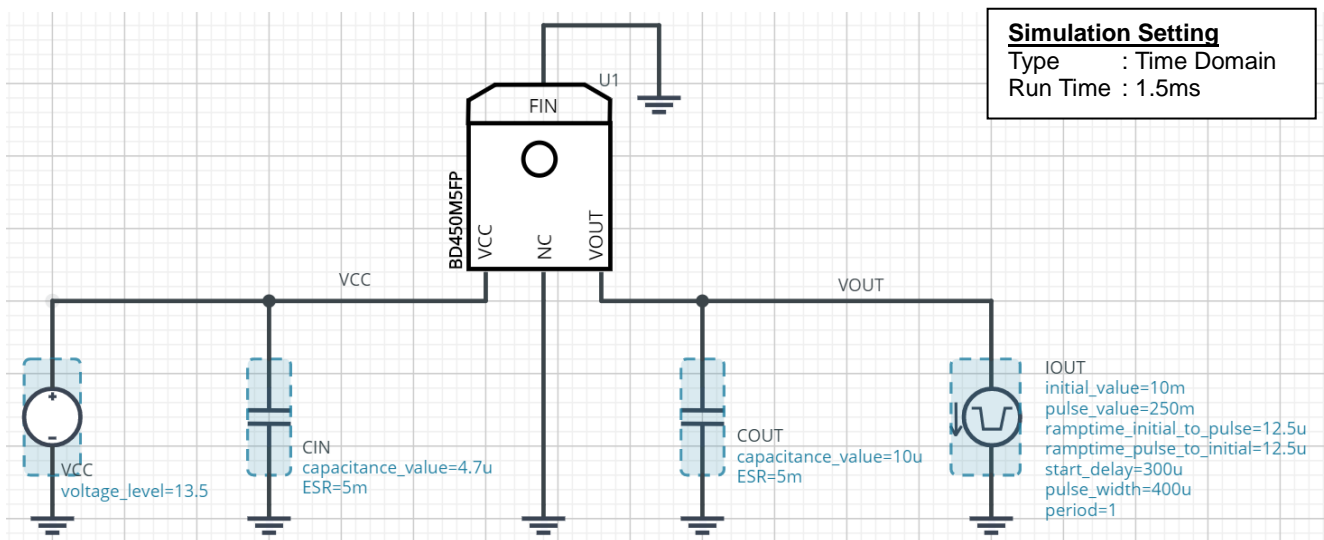 Simulation Setting
Type : Time Domain
Run Time : 1.5ms
U1
FIN
BD450M5FP
VCC
NC
VOUT
VCC
VOUT
+
-
VCC
voltage_level=13.5
CIN
capacitance_value=4.7u
ESR=5m
COUT
capacitance_value=10u
ESR=5m
IOUT
initial_value=10m
pulse_value=250m
ramptime_initial_to_pulse=12.5u
ramptime_pulse_to_initial=12.5u
start_delay=300u
pulse_width=400u
period=1